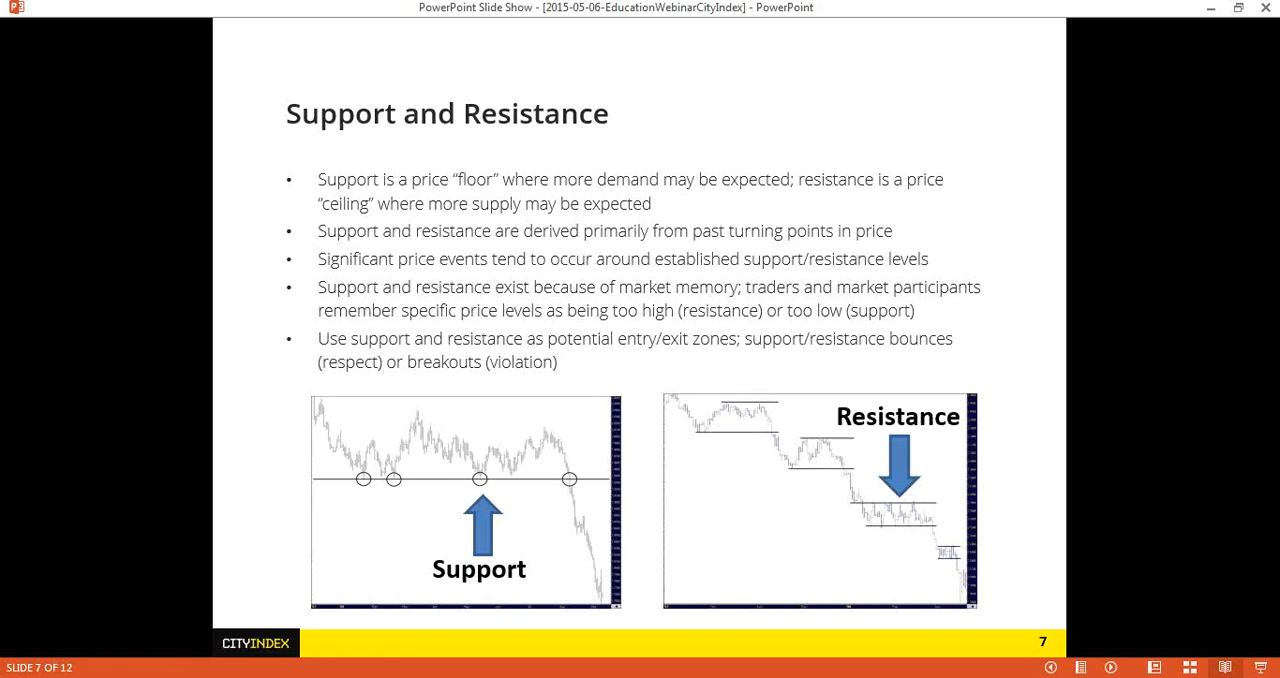 PowerPoint Slide Show - [2015-05-06-EducationWebinarCityIndex] - PowerPoint
Support and Resistance
• Support is a price “floor” where more demand may be expected; resistance is a price
“ceiling” where more supply may be expected
• Support and resistance are derived primarily from past turning points in price
• Significant price events tend to occur around established support/resistance levels
• Support and resistance exist because of market memory; traders and market participants
remember specific price levels as being too high (resistance) or too low (support)
• Use support and resistance as potential entry/exit zones; support/resistance bounces
(respect) or breakouts (violation)
Support
Resistance
CITYINDEX
7
SLIDE 7 OF 12